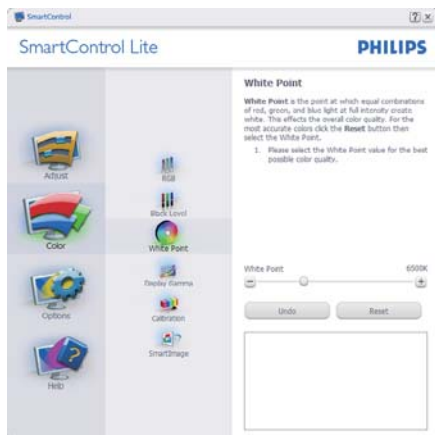 SmartControl
SmartControl Lite
PHILIPS
Adjust
Color
Options
Help
RGB
Black Level
White Point
Display Gamma
Calibration
SmartImage
White Point
White Point is the point at which equal combinations
of red, green, and blue light at full intensity create
white. This effects the overall color quality. For the
most accurate colors click the Reset button then
select the White Point.
1. Please select the White Point value for the best
possible color quality.
White Point 6500K
Undo Reset